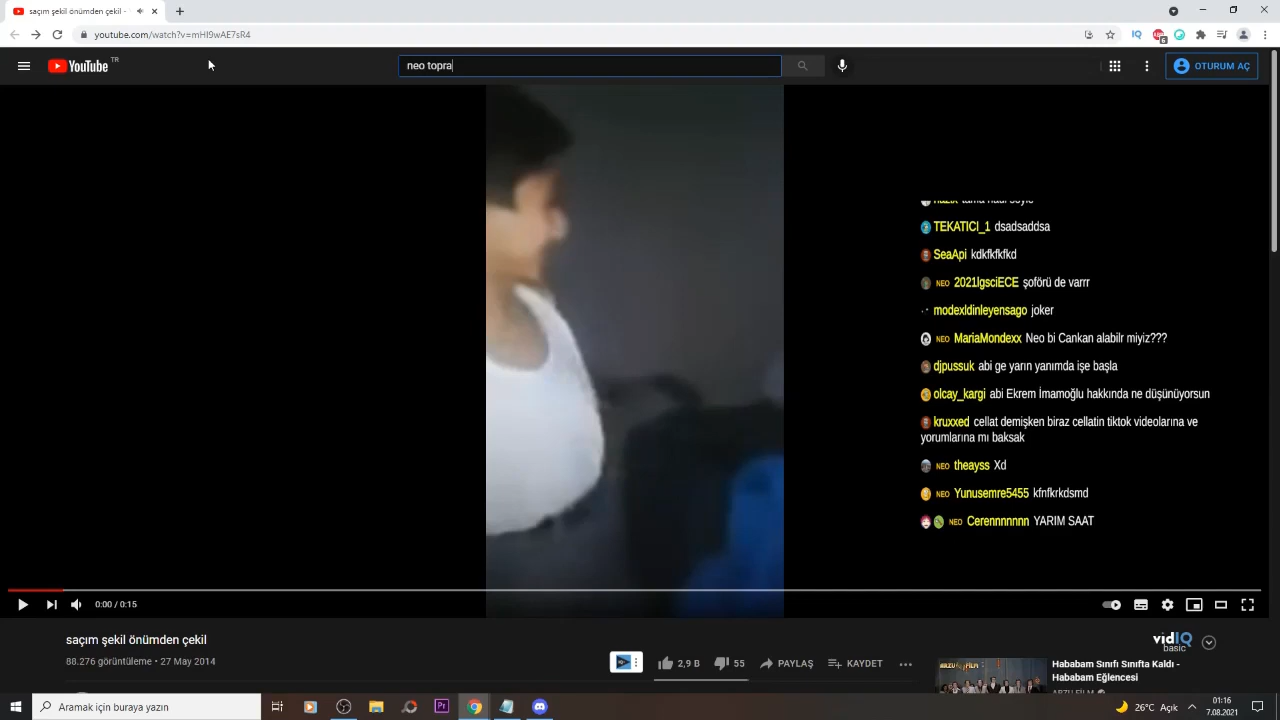 saçım şekil önümden çekil -
youtube.com/watch?v=mHI9wAE7sR4
YouTube TR
neo topra
OTURUM AÇ
TEKATICI_1 dsadsaddsa
SeaApi kdkfkfkfkd
NEO 2021lgsciECE şoförü de varrr
modexldinleyensago joker
NEO MariaMondexx Neo bi Cankan alabilr miyiz???
djpussuk abi ge yarın yanımda işe başla
olcay_kargi abi Ekrem İmamoğlu hakkında ne düşünüyorsun
kruxxed cellat demişken biraz cellatin tiktok videolarına ve
yorumlarına mı baksak
NEO theayss Xd
NEO Yunusemre5455 kfnfkrkdsmd
NEO Cerennnnnnn YARIM SAAT
0:00 / 0:15
saçım şekil önümden çekil
88.276 görüntüleme • 27 May 2014
2,9 B
55
PAYLAŞ
KAYDET
vidIQ
basic
Hababam Sınıfı Sınıfta Kaldı -
Hababam Eğlencesi
ARZU FİLM
Aramak için buraya yazın
26°C Açık
01:16
7.08.2021